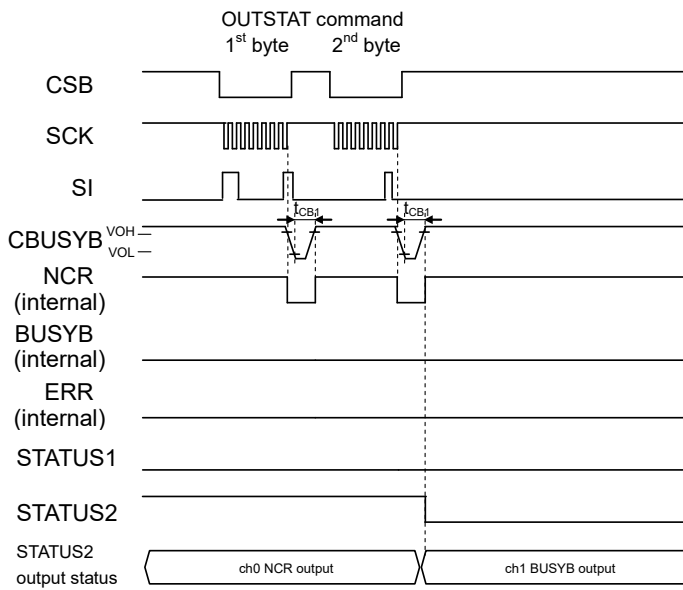 OUTSTAT command
1st byte 2nd byte
CSB
SCK
SI
tCB1 tCB1
CBUSYB VOH
VOL
NCR
(internal)
BUSYB
(internal)
ERR
(internal)
STATUS1
STATUS2
STATUS2
output status
ch0 NCR output ch1 BUSYB output